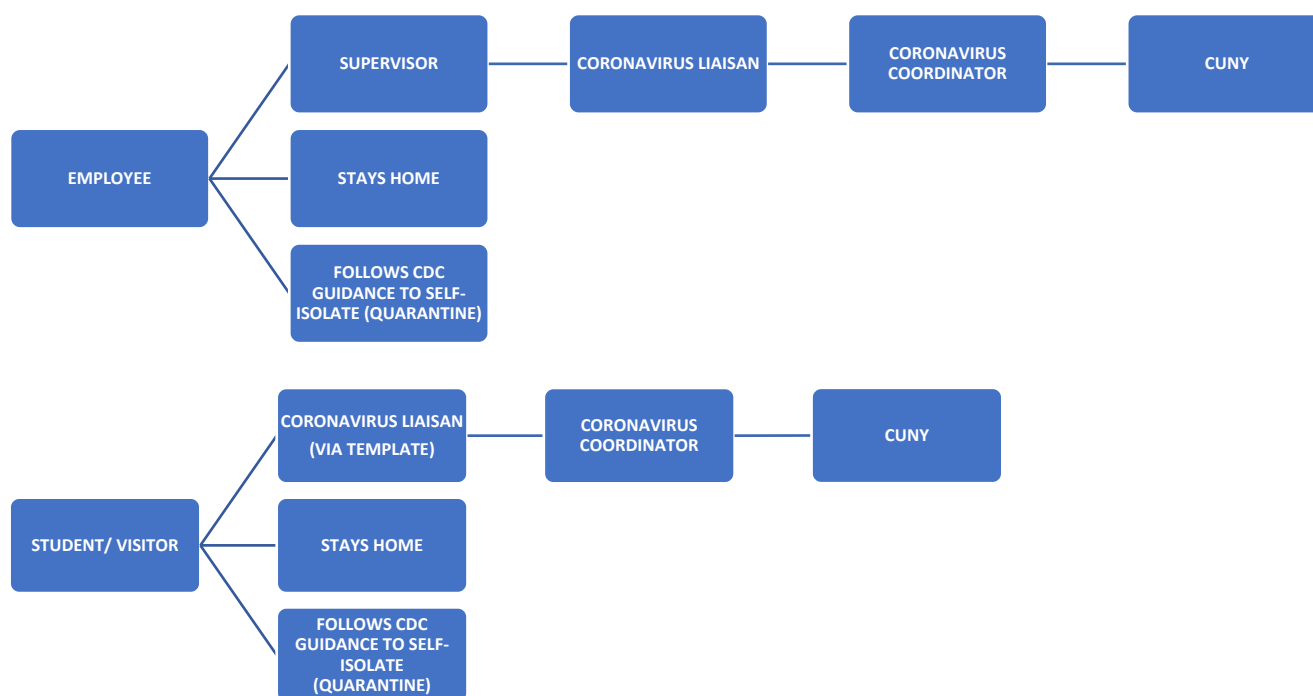 SUPERVISOR
CORONAVIRUS LIAISAN
CORONAVIRUS
COORDINATOR
CUNY
EMPLOYEE
STAYS HOME
FOLLOWS CDC
GUIDANCE TO SELF-
ISOLATE (QUARANTINE)
CORONAVIRUS LIAISAN
(VIA TEMPLATE)
CORONAVIRUS
COORDINATOR
CUNY
STUDENT/ VISITOR
STAYS HOME
FOLLOWS CDC
GUIDANCE TO SELF-
ISOLATE
(QUARANTINE)